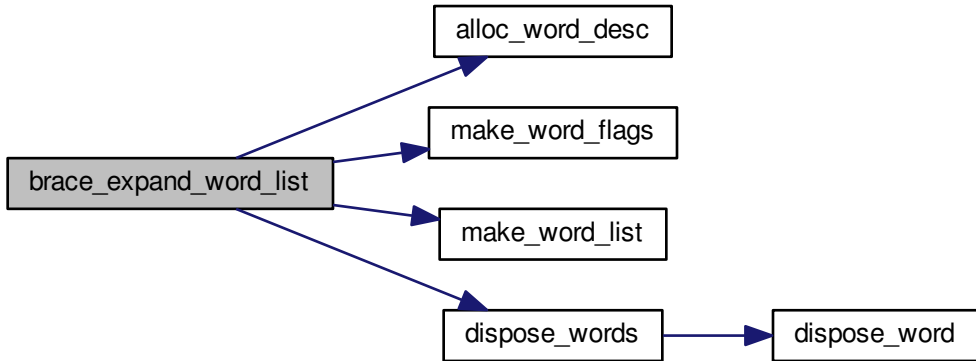 alloc_word_desc
make_word_flags
brace_expand_word_list
make_word_list
dispose_words
dispose_word